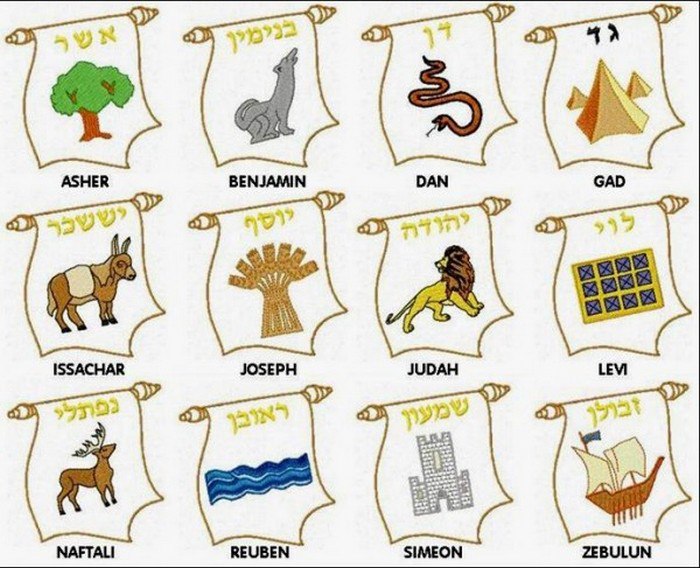 אשר
ASHER
בנימין
BENJAMIN
דן
DAN
גד
GAD
יששכר
ISSACHAR
יוסף
JOSEPH
יהודה
JUDAH
לוי
LEVI
נפתלי
NAFTALI
ראובן
REUBEN
שמעון
SIMEON
זבולן
ZEBULUN